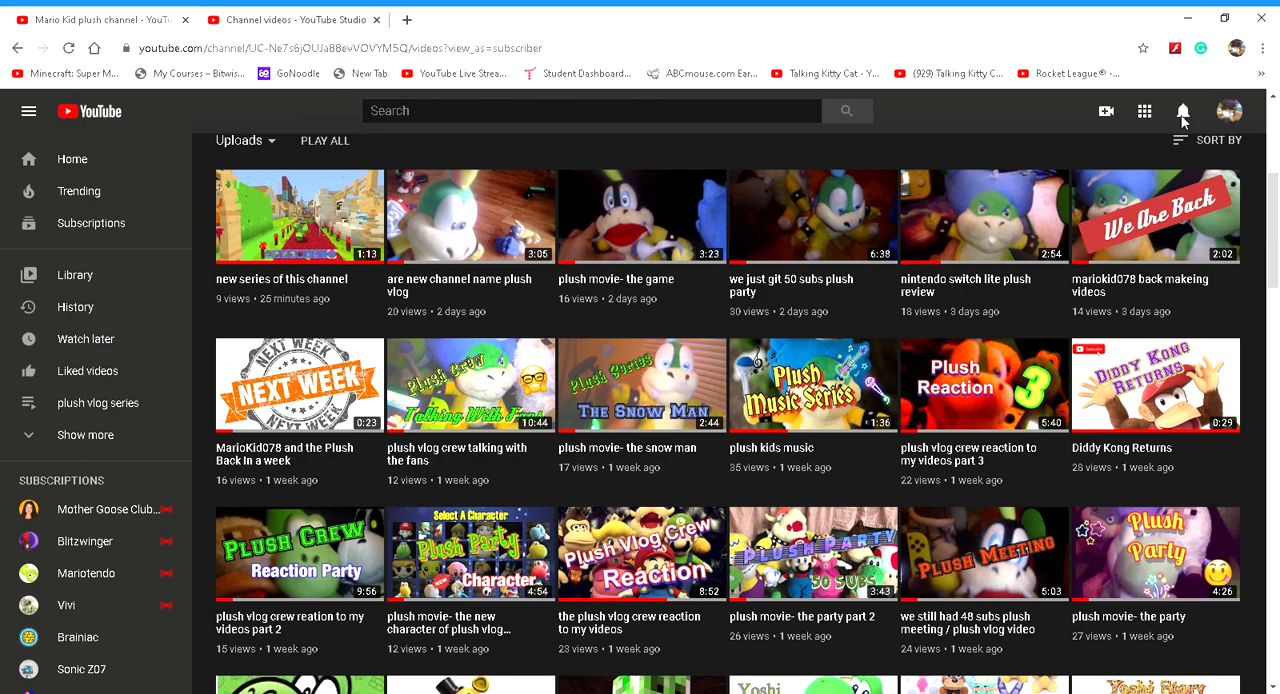 Mario Kid plush channel - YouTu
Channel videos - YouTube Studio
youtube.com/channel/UC-Ne7s6jOUJa88evVOVYM5Q/videos?view_as=subscriber
Minecraft: Super M...
My Courses – Bitwis...
GoNoodle
New Tab
YouTube Live Strea...
Student Dashboard...
ABCmouse.com Ear...
Talking Kitty Cat - Y...
(929) Talking Kitty C...
Rocket League® -...
YouTube
Search
Uploads
PLAY ALL
SORT BY
Home
Trending
Subscriptions
Library
History
Watch later
Liked videos
plush vlog series
Show more
SUBSCRIPTIONS
Mother Goose Club...
Blitzwinger
Mariotendo
Vivi
Brainiac
Sonic Z07
1:13
new series of this channel
9 views • 25 minutes ago
3:05
are new channel name plush
vlog
20 views • 2 days ago
3:23
plush movie- the game
16 views • 2 days ago
6:38
we just git 50 subs plush
party
30 views • 2 days ago
2:54
nintendo switch lite plush
review
18 views • 3 days ago
We Are Back
2:02
mariokid078 back makeing
videos
14 views • 3 days ago
NEXT WEEK
NEXT WEEK
NEXT WEEK
0:23
MarioKid078 and the Plush
Back In a week
16 views • 1 week ago
Plush Crew
Talking With Fans
10:44
plush vlog crew talking with
the fans
12 views • 1 week ago
Plush Series
THE SNOW MAN
2:44
plush movie- the snow man
17 views • 1 week ago
Plush
Music Series
1:36
plush kids music
35 views • 1 week ago
Plush
Reaction
3
5:40
plush vlog crew reaction to
my videos part 3
22 views • 1 week ago
DIDDY KONG
RETURNS
0:29
Diddy Kong Returns
28 views • 1 week ago
PLUSH CREW
Reaction Party
9:56
plush vlog crew reation to my
videos part 2
15 views • 1 week ago
Select A Character
Plush Party
NEW
Character
4:54
plush movie- the new
character of plush vlog...
12 views • 1 week ago
Plush Vlog Crew
Reaction
8:52
the plush vlog crew reaction
to my videos
23 views • 1 week ago
PLUSH PARTY
50 SUBS
3:43
plush movie- the party part 2
26 views • 1 week ago
PLUSH MEETING
5:03
we still had 48 subs plush
meeting / plush vlog video
24 views • 1 week ago
Plush
Party
4:26
plush movie- the party
27 views • 1 week ago
Yoshi
Yoshi Story